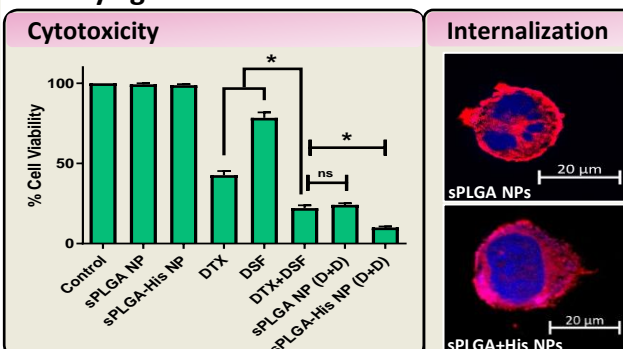 Cytotoxicity
Internalization
% Cell Viability
100
50
0
*
*
ns
Control
sPLGA NP
sPLGA-His NP
DTX
DSF
DTX+DSF
sPLGA NP (D+D)
sPLGA-His NP (D+D)
20 μm
sPLGA NPs
20 μm
sPLGA+His NPs